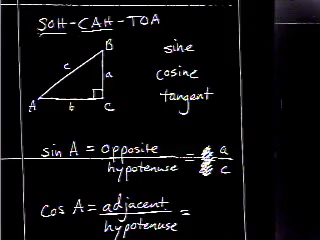 SOH-CAH-TOA
B
sine
c
a
cosine
A
b
C
tangent
sin A = opposite / hypotenuse = a / c
cos A = adjacent / hypotenuse =